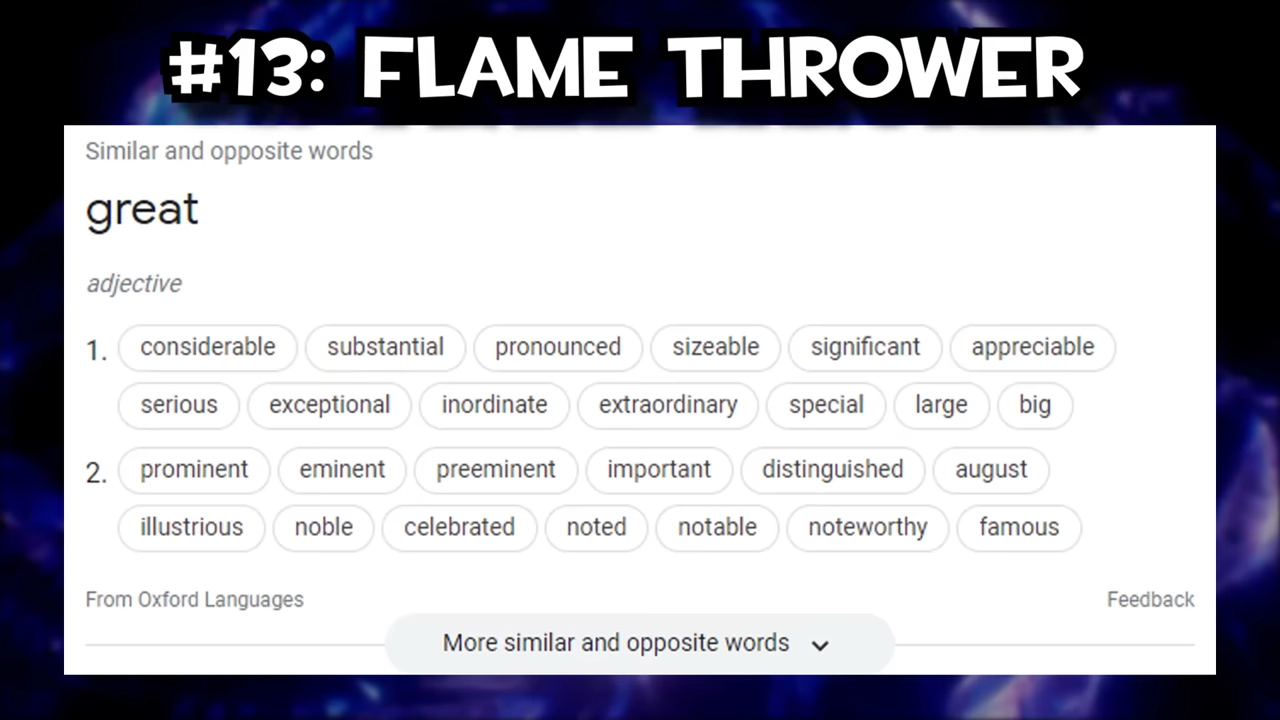 #13: FLAME THROWER
Similar and opposite words
great
adjective
1. considerable substantial pronounced sizeable significant appreciable
serious exceptional inordinate extraordinary special large big
2. prominent eminent preeminent important distinguished august
illustrious noble celebrated noted notable noteworthy famous
From Oxford Languages Feedback
More similar and opposite words